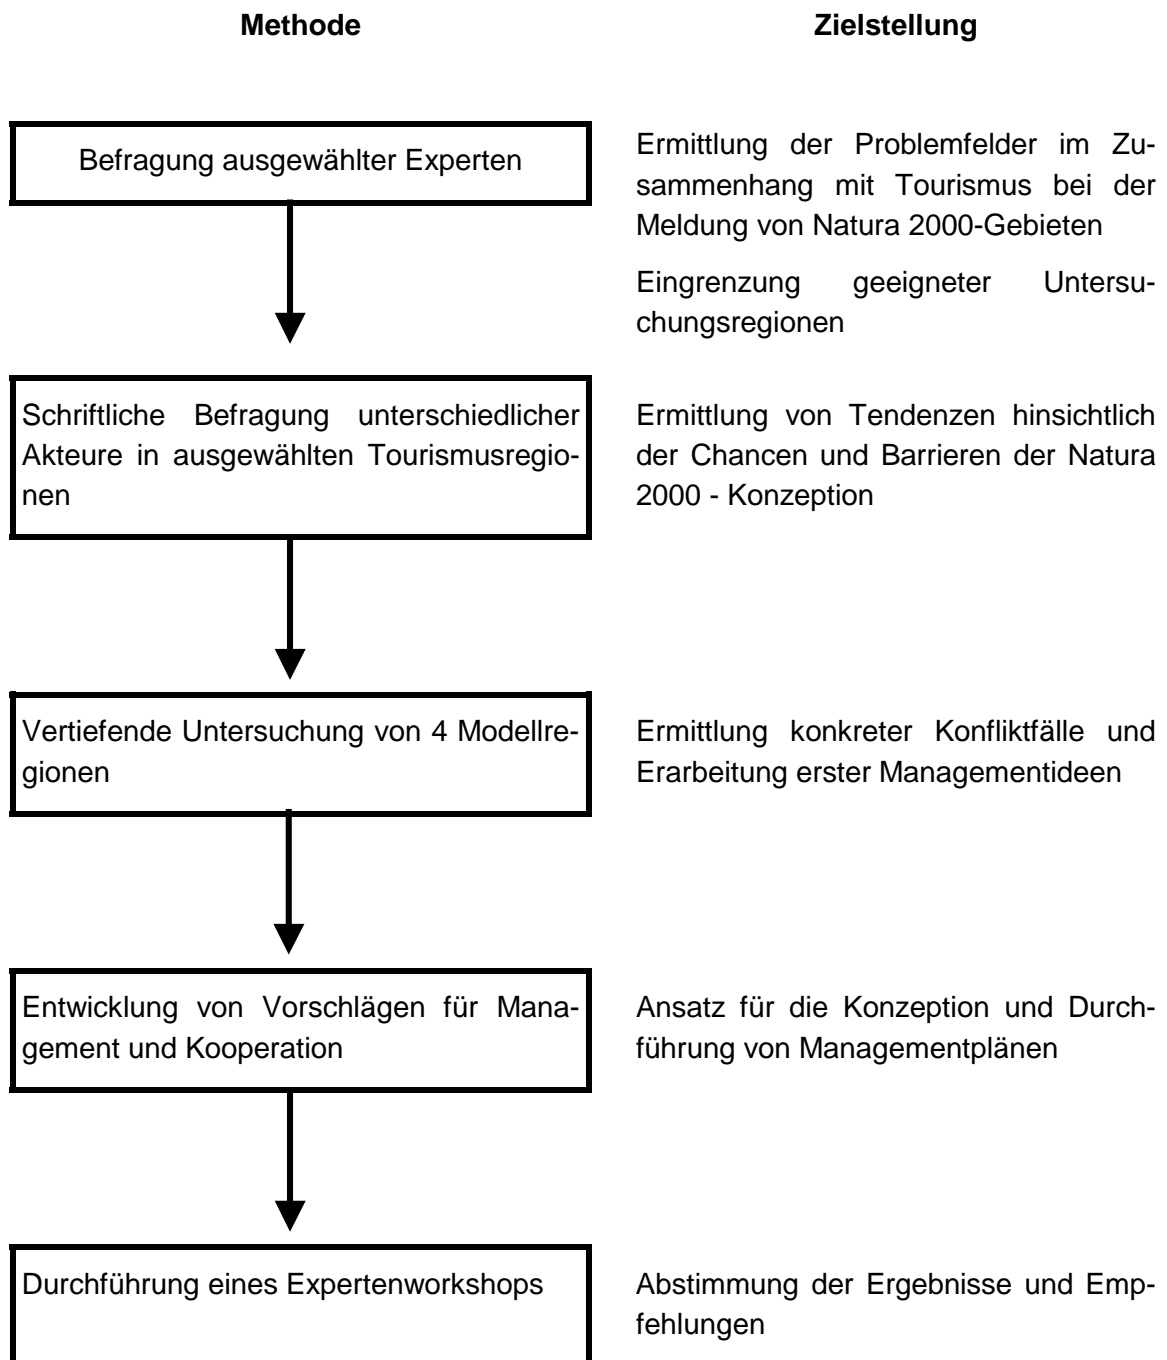 Methode
Zielstellung
Befragung ausgewählter Experten
Ermittlung der Problemfelder im Zu-
sammenhang mit Tourismus bei der
Meldung von Natura 2000-Gebieten
Eingrenzung geeigneter Untersu-
chungsregionen
Schriftliche Befragung unterschiedlicher
Akteure in ausgewählten Tourismusregio-
nen
Ermittlung von Tendenzen hinsichtlich
der Chancen und Barrieren der Natura
2000 - Konzeption
Vertiefende Untersuchung von 4 Modellre-
gionen
Ermittlung konkreter Konfliktfälle und
Erarbeitung erster Managementideen
Entwicklung von Vorschlägen für Mana-
gement und Kooperation
Ansatz für die Konzeption und Durch-
führung von Managementplänen
Durchführung eines Expertenworkshops
Abstimmung der Ergebnisse und Emp-
fehlungen